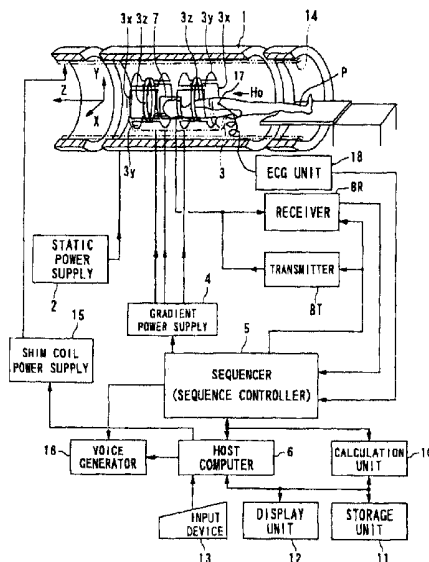 3x 3z 7 3z 3y 3x 1 14
17
Y
Z
X
Ho
P
3y
3
18
ECG UNIT
8R
RECEIVER
STATIC
POWER SUPPLY
2
TRANSMITTER
8T
4
GRADIENT
POWER SUPPLY
15
SHIM COIL
POWER SUPPLY
5
SEQUENCER
(SEQUENCE CONTROLLER)
16
VOICE
GENERATOR
HOST
COMPUTER
6
CALCULATION
UNIT
10
INPUT
DEVICE
13
DISPLAY
UNIT
12
STORAGE
UNIT
11